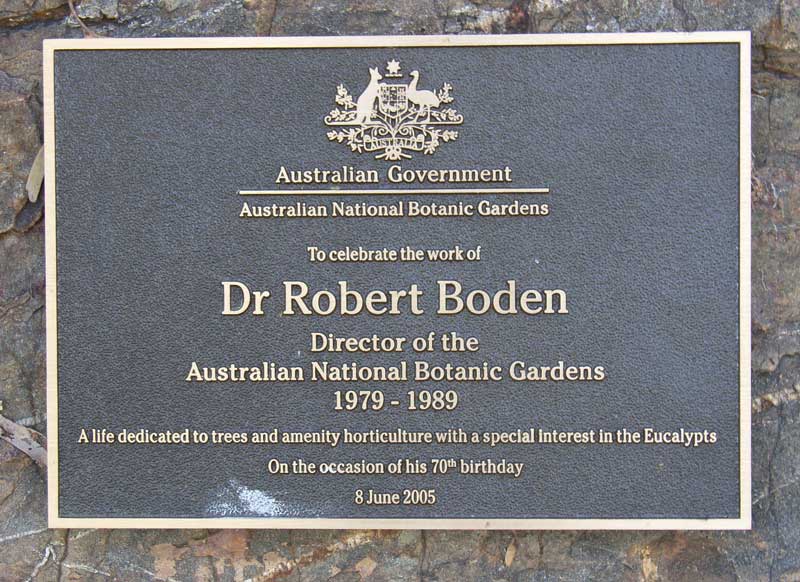 AUSTRALIA
Australian Government
Australian National Botanic Gardens
To celebrate the work of
Dr Robert Boden
Director of the
Australian National Botanic Gardens
1979 - 1989
A life dedicated to trees and amenity horticulture with a special interest in the Eucalypts
On the occasion of his 70th birthday
8 June 2005